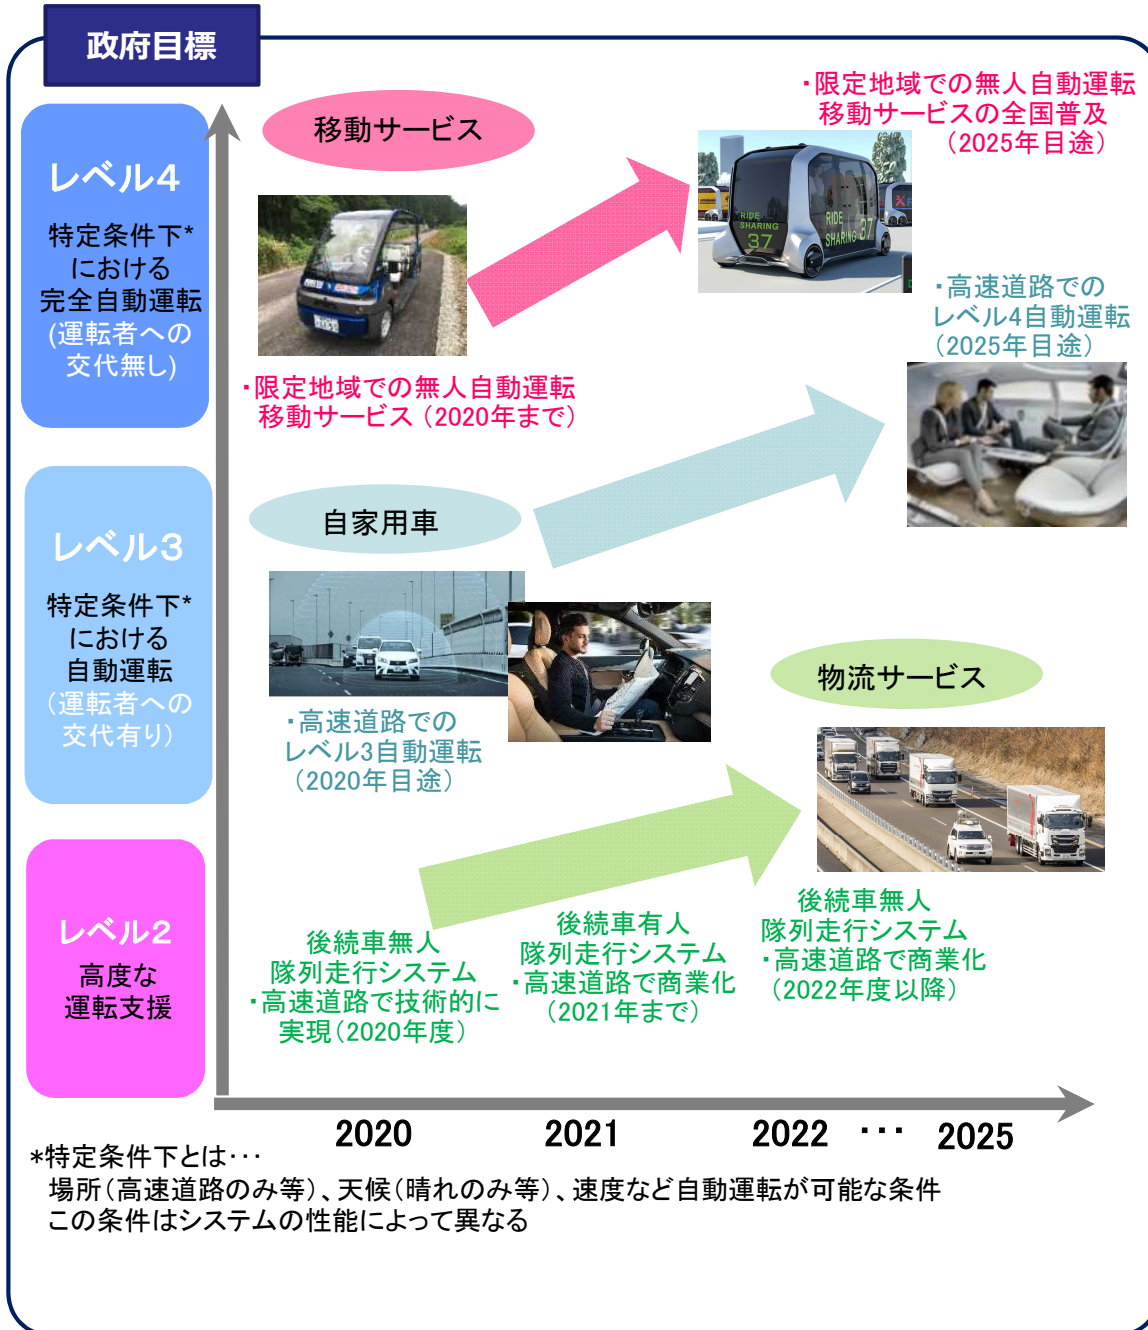 政府目標
レベル4
特定条件下*
における
完全自動運転
(運転者への
交代無し)
レベル3
特定条件下*
における
自動運転
(運転者への
交代有り)
レベル2
高度な
運転支援
移動サービス
・限定地域での無人自動運転
移動サービス(2020年まで)
・限定地域での無人自動運転
移動サービスの全国普及
(2025年目途)
RIDE
SHARING
37
RIDE
SHARING 37
自家用車
・高速道路での
レベル3自動運転
(2020年目途)
・高速道路での
レベル4自動運転
(2025年目途)
物流サービス
後続車無人
隊列走行システム
・高速道路で技術的に
実現(2020年度)
後続車有人
隊列走行システム
・高速道路で商業化
(2021年まで)
後続車無人
隊列走行システム
・高速道路で商業化
(2022年度以降)
2020
2021
2022
・・・
2025
*特定条件下とは・・・
場所(高速道路のみ等)、天候(晴れのみ等)、速度など自動運転が可能な条件
この条件はシステムの性能によって異なる